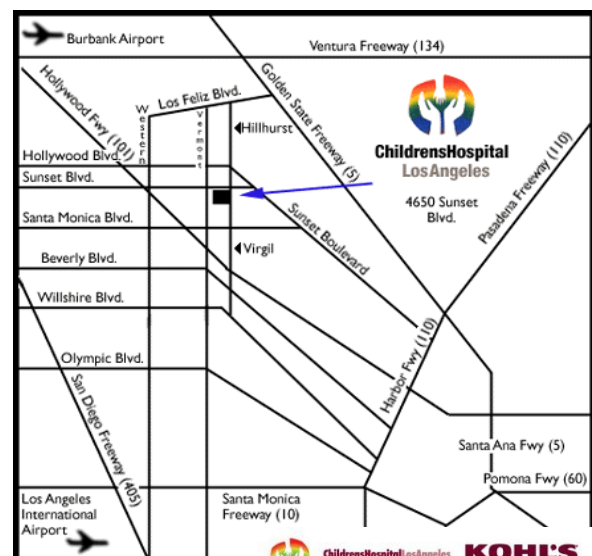 Burbank Airport
Ventura Freeway (134)
Hollywood Fwy (101)
Golden State Freeway (5)
Los Feliz Blvd.
Western
Vermont
Hillhurst
ChildrensHospital
LosAngeles
4650 Sunset
Blvd.
Pasadena Freeway (110)
Hollywood Blvd.
Sunset Blvd.
Sunset Boulevard
Santa Monica Blvd.
Virgil
Beverly Blvd.
Willshire Blvd.
Harbor Fwy (110)
Olympic Blvd.
San Diego Freeway (405)
Santa Ana Fwy (5)
Pomona Fwy (60)
Los Angeles
International
Airport
Santa Monica
Freeway (10)
ChildrensHospitalLosAngeles
KOHL'S